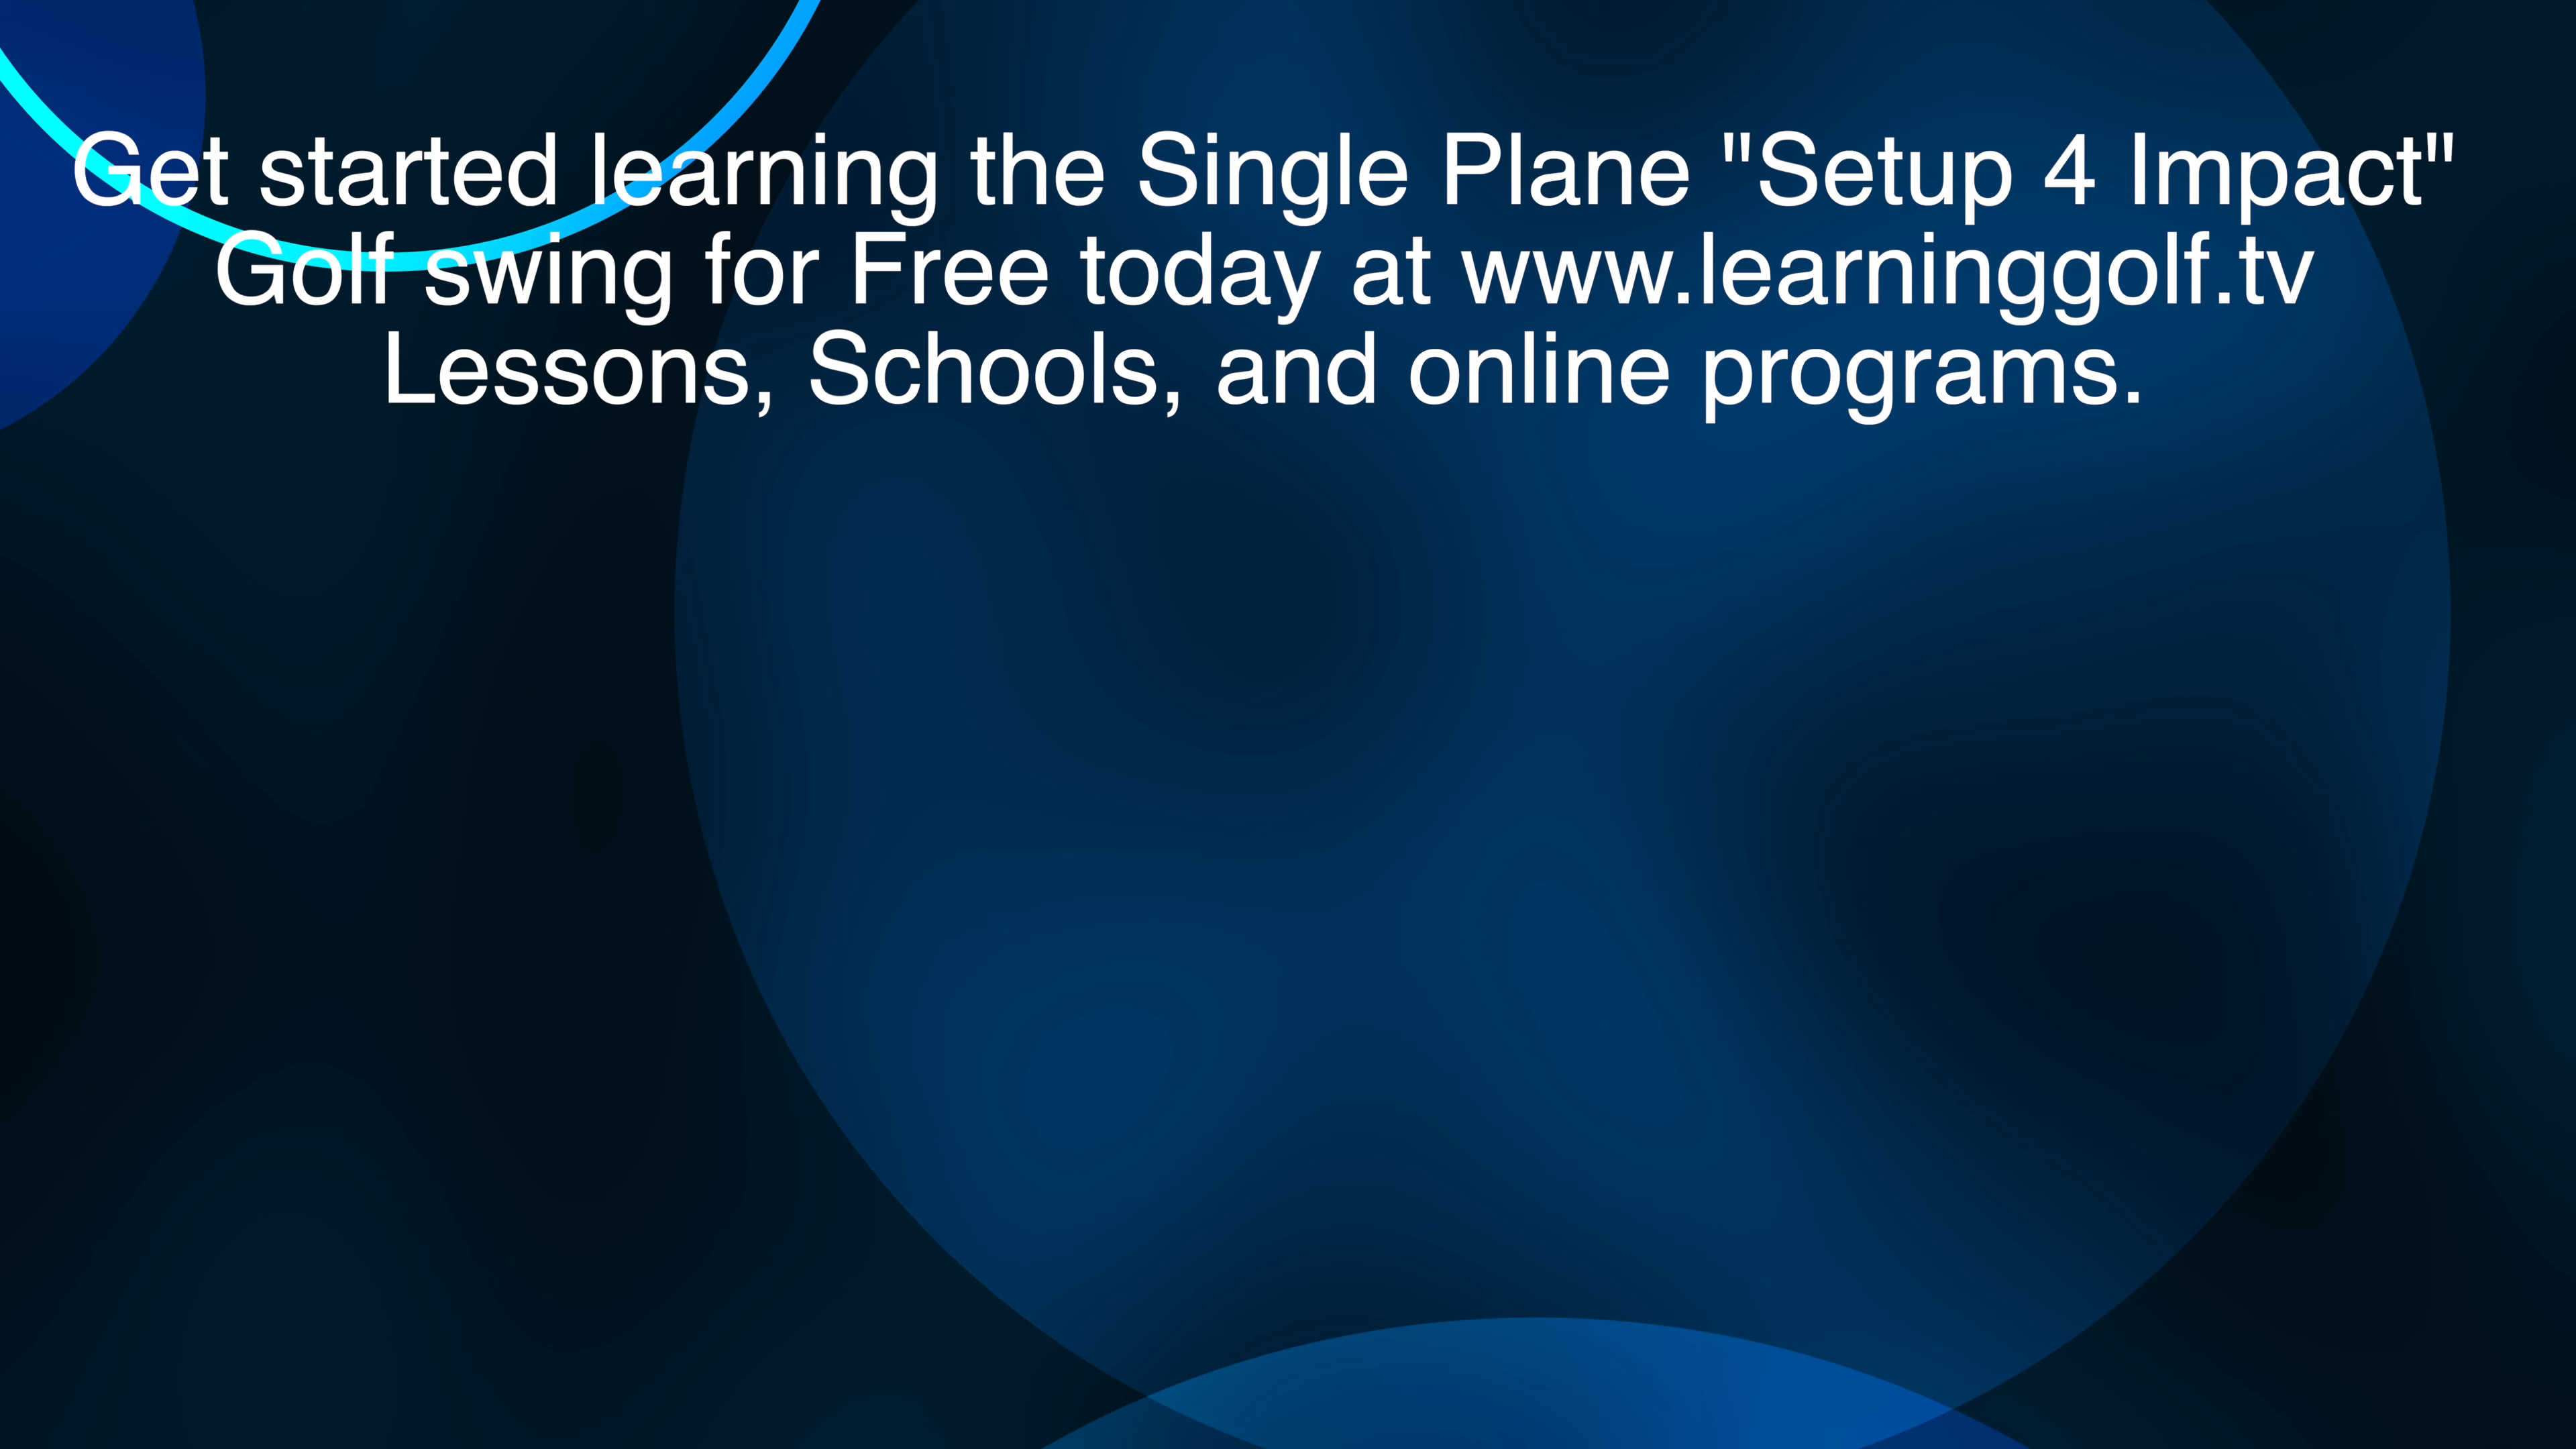 Get started learning the Single Plane "Setup 4 Impact"
Golf swing for Free today at www.learninggolf.tv
Lessons, Schools, and online programs.